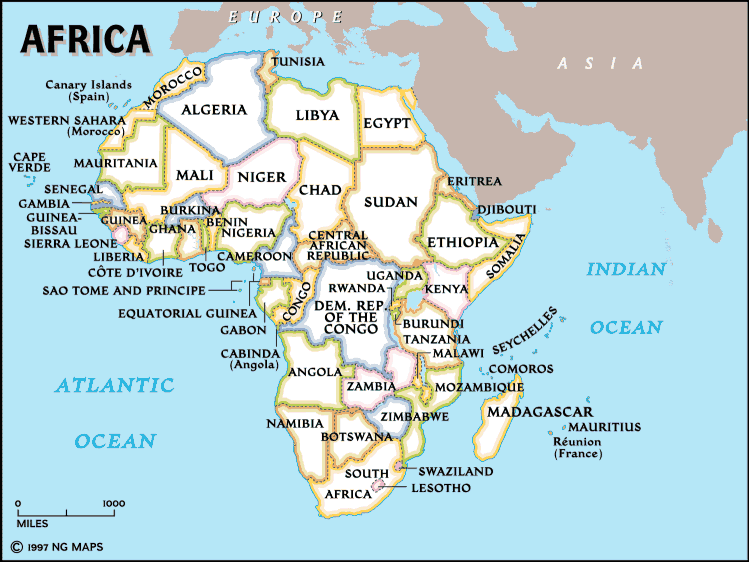 EUROPE
AFRICA
ASIA
TUNISIA
MOROCCO
Canary Islands
(Spain)
ALGERIA
LIBYA
EGYPT
WESTERN SAHARA
(Morocco)
CAPE
VERDE
MAURITANIA
MALI
NIGER
CHAD
SUDAN
ERITREA
SENEGAL
GAMBIA
GUINEA-
BISSAU
GUINEA
SIERRA LEONE
BURKINA
GHANA
BENIN
NIGERIA
DJIBOUTI
CENTRAL
AFRICAN
REPUBLIC
ETHIOPIA
SOMALIA
LIBERIA
CÔTE D'IVOIRE
TOGO
CAMEROON
SAO TOME AND PRINCIPE
EQUATORIAL GUINEA
GABON
CONGO
CABINDA
(Angola)
UGANDA
RWANDA
KENYA
DEM. REP.
OF THE
CONGO
BURUNDI
TANZANIA
MALAWI
INDIAN
OCEAN
SEYCHELLES
COMOROS
ANGOLA
ZAMBIA
MOZAMBIQUE
ATLANTIC
OCEAN
NAMIBIA
BOTSWANA
ZIMBABWE
MADAGASCAR
MAURITIUS
Réunion
(France)
SOUTH
AFRICA
SWAZILAND
LESOTHO
0 1000
MILES
© 1997 NG MAPS